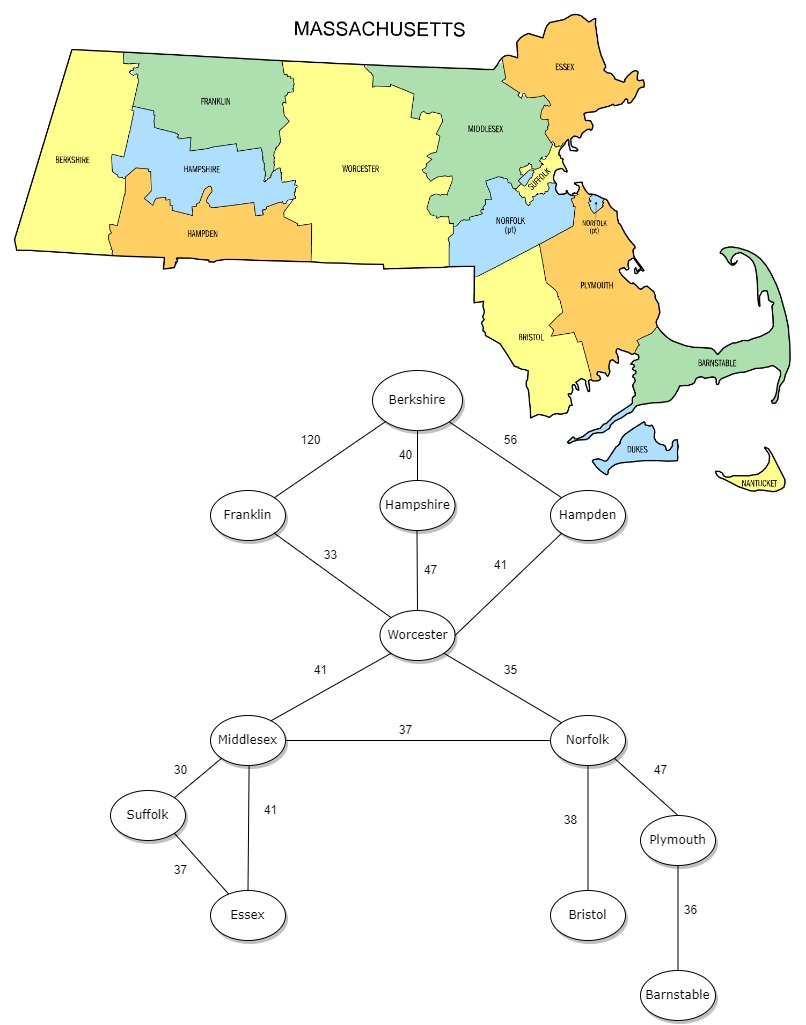 MASSACHUSETTS
ESSEX
FRANKLIN
MIDDLESEX
BERKSHIRE
HAMPSHIRE
WORCESTER
SUFFOLK
NORFOLK
(pt)
NORFOLK
(pt)
HAMPDEN
PLYMOUTH
BRISTOL
BARNSTABLE
DUKES
NANTUCKET
Berkshire
120
40
56
Franklin
Hampshire
Hampden
33
47
41
Worcester
41
35
Middlesex
37
Norfolk
30
47
Suffolk
41
38
Plymouth
37
Essex
Bristol
36
Barnstable